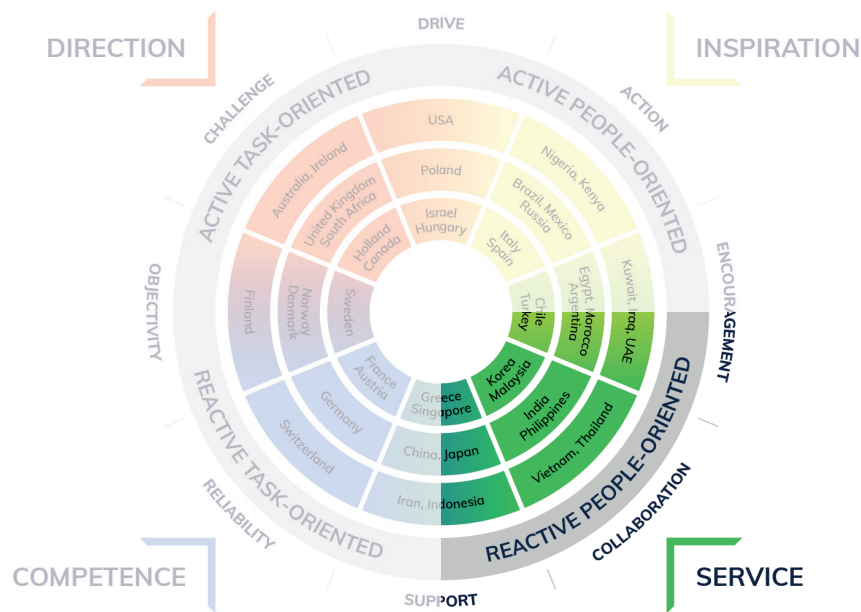 DRIVE
DIRECTION
INSPIRATION
CHALLENGE
ACTION
ACTIVE TASK-ORIENTED
ACTIVE PEOPLE-ORIENTED
USA
Australia, Ireland
Nigeria, Kenya
Poland
United Kingdom
South Africa
Brazil, Mexico
Russia
Israel
Hungary
Holland
Canada
Italy
Spain
OBJECTIVITY
ENCOURAGEMENT
Finland
Norway
Denmark
Sweden
Chile
Turkey
Egypt, Morocco
Argentina
Kuwait, Iraq, UAE
France
Austria
Korea
Malaysia
Greece
Singapore
Germany
India
Philippines
China, Japan
Switzerland
Vietnam, Thailand
Iran, Indonesia
REACTIVE TASK-ORIENTED
REACTIVE PEOPLE-ORIENTED
RELIABILITY
COLLABORATION
COMPETENCE
SERVICE
SUPPORT